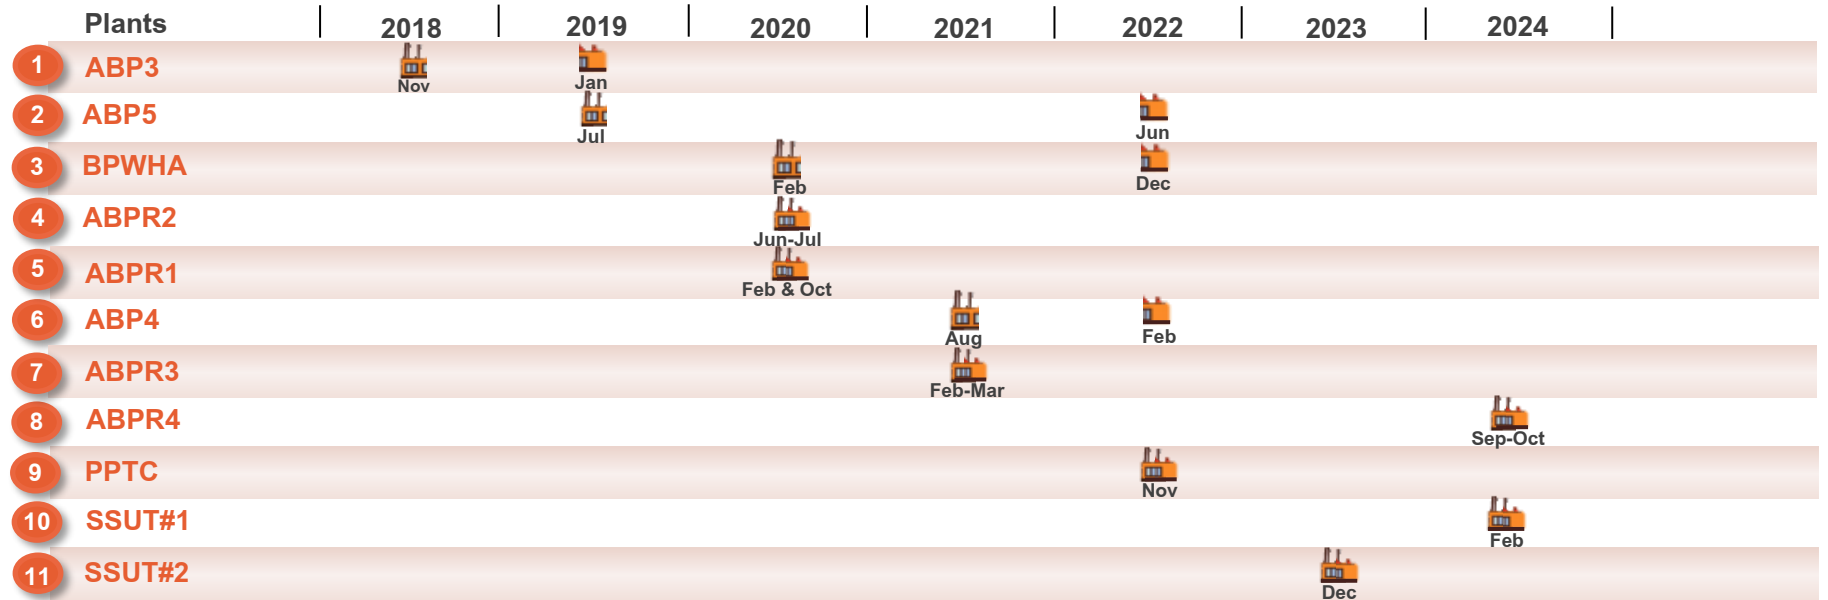 Plants 2018 2019 2020 2021 2022 2023 2024
1 ABP3 Nov Jan
2 ABP5 Jul Jun
3 BPWHA Feb Dec
4 ABPR2 Jun-Jul
5 ABPR1 Feb & Oct
6 ABP4 Aug Feb
7 ABPR3 Feb-Mar
8 ABPR4 Sep-Oct
9 PPTC Nov
10 SSUT#1 Feb
11 SSUT#2 Dec